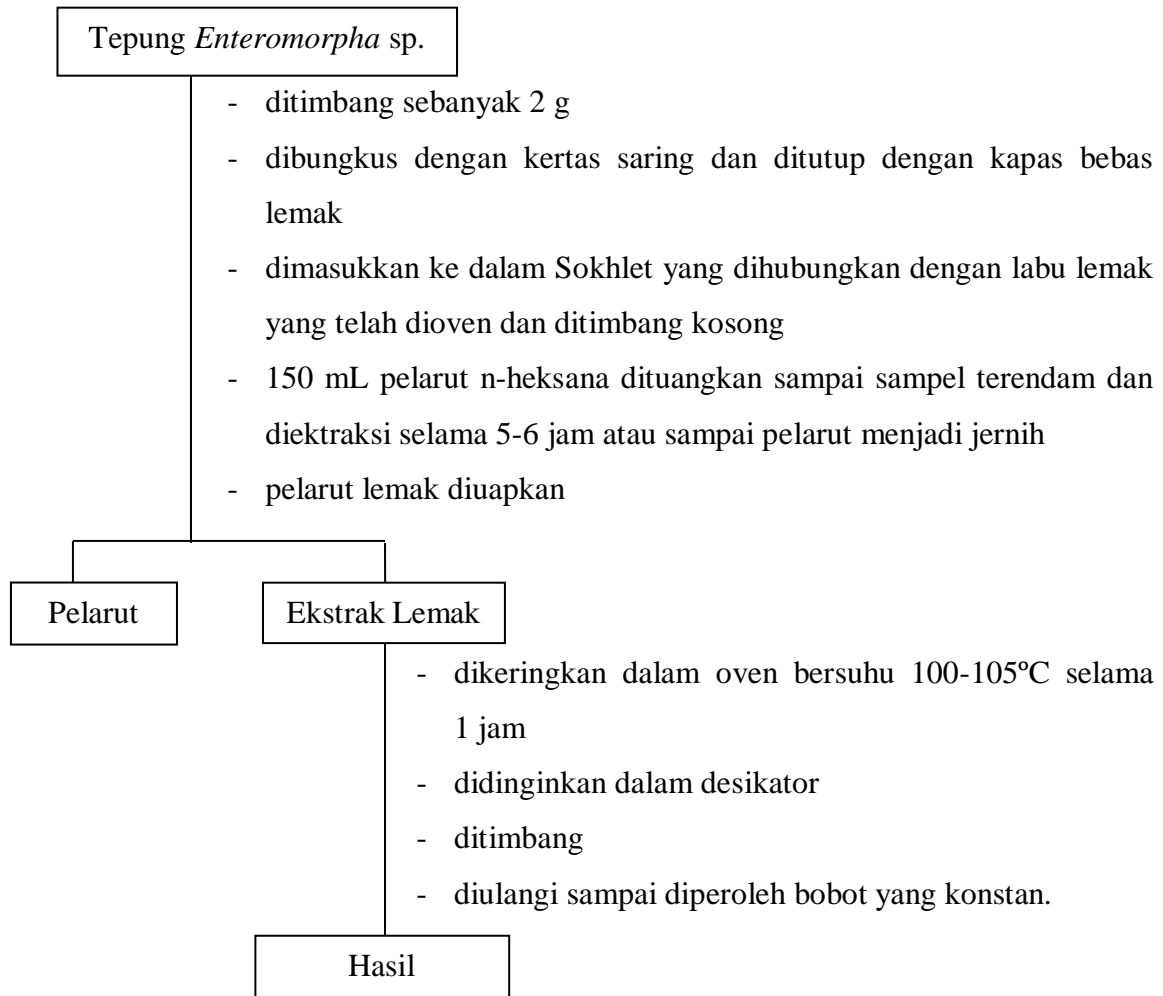 Tepung Enteromorpha sp.
- ditimbang sebanyak 2 g
- dibungkus dengan kertas saring dan ditutup dengan kapas bebas
lemak
- dimasukkan ke dalam Sokhlet yang dihubungkan dengan labu lemak
yang telah dioven dan ditimbang kosong
- 150 mL pelarut n-heksana dituangkan sampai sampel terendam dan
diektraksi selama 5-6 jam atau sampai pelarut menjadi jernih
- pelarut lemak diuapkan
Pelarut
Ekstrak Lemak
- dikeringkan dalam oven bersuhu 100-105ºC selama
1 jam
- didinginkan dalam desikator
- ditimbang
- diulangi sampai diperoleh bobot yang konstan.
Hasil